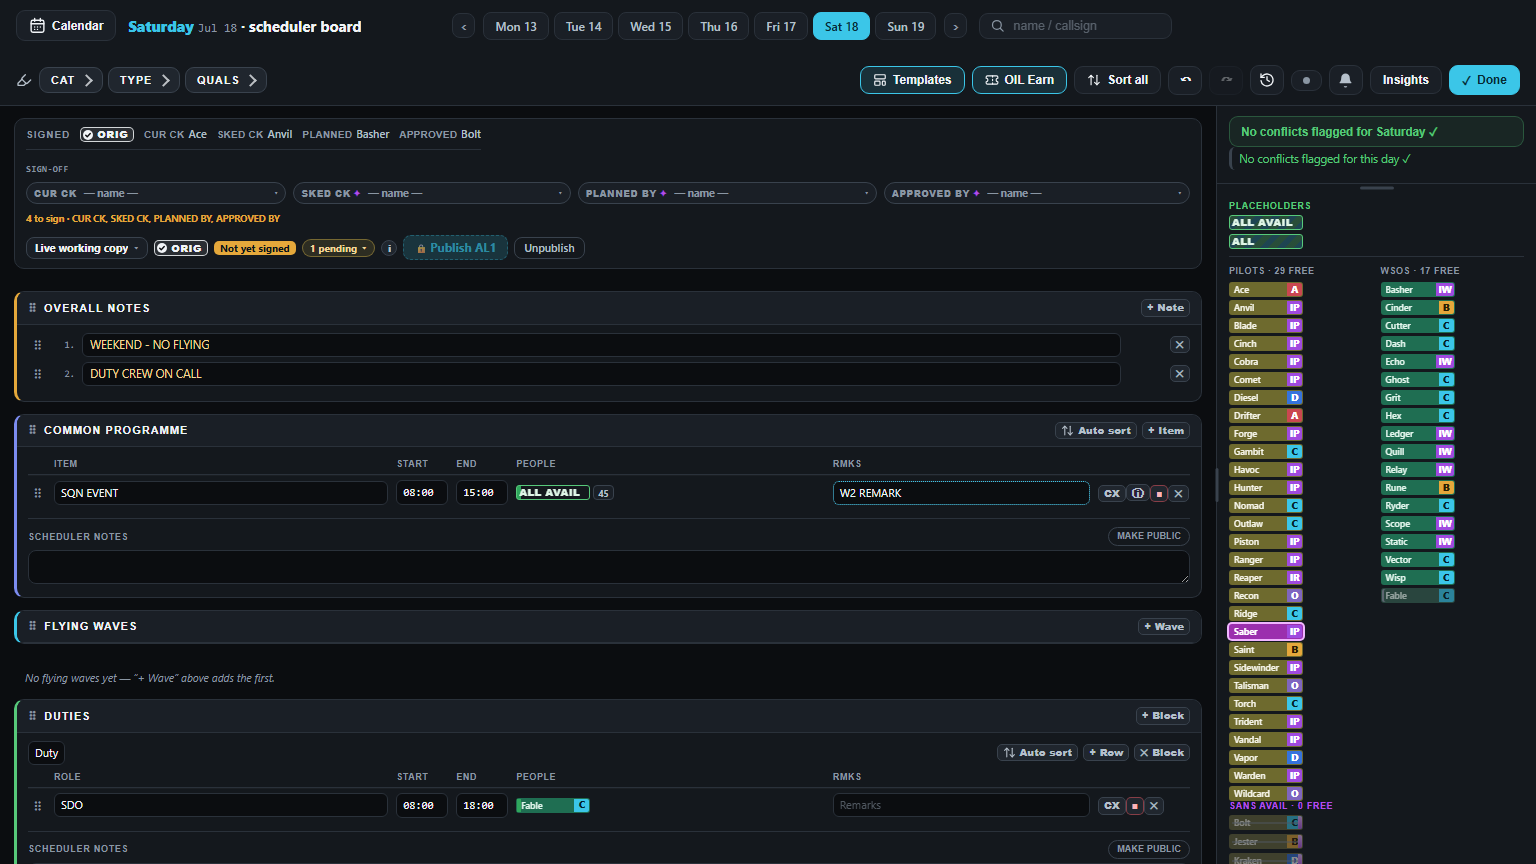 Calendar
Saturday Jul 18 · scheduler board
‹ Mon 13 Tue 14 Wed 15 Thu 16 Fri 17 Sat 18 Sun 19 ›
name / callsign
CAT TYPE QUALS
Templates OIL Earn Sort all Insights ✓ Done
SIGNED ORIG CUR CK Ace SKED CK Anvil PLANNED Basher APPROVED Bolt
SIGN-OFF
CUR CK — name — SKED CK ✦ — name — PLANNED BY ✦ — name — APPROVED BY ✦ — name —
4 to sign · CUR CK, SKED CK, PLANNED BY, APPROVED BY
Live working copy ORIG Not yet signed 1 pending i Publish AL1 Unpublish
OVERALL NOTES + Note
1. WEEKEND - NO FLYING ✕
2. DUTY CREW ON CALL ✕
COMMON PROGRAMME Auto sort + Item
ITEM START END PEOPLE RMKS
SQN EVENT 08:00 15:00 ALL AVAIL 45 W2 REMARK CX ✕
SCHEDULER NOTES MAKE PUBLIC
FLYING WAVES + Wave
No flying waves yet — "+ Wave" above adds the first.
DUTIES + Block
Duty Auto sort + Row ✕ Block
ROLE START END PEOPLE RMKS
SDO 08:00 18:00 Fable C Remarks CX ✕
SCHEDULER NOTES MAKE PUBLIC
No conflicts flagged for Saturday ✓
No conflicts flagged for this day ✓
PLACEHOLDERS
ALL AVAIL
ALL
PILOTS · 29 FREE
Ace A
Anvil IP
Blade IP
Cinch IP
Cobra IP
Comet IP
Diesel D
Drifter A
Forge IP
Gambit C
Havoc IP
Hunter IP
Nomad C
Outlaw C
Piston IP
Ranger IP
Reaper IR
Recon O
Ridge C
Saber IP
Saint B
Sidewinder IP
Talisman O
Torch C
Trident IP
Vandal IP
Vapor D
Warden IP
Wildcard O
WSOS · 17 FREE
Basher IW
Cinder B
Cutter C
Dash C
Echo IW
Ghost C
Grit C
Hex C
Ledger IW
Quill IW
Relay IW
Rune B
Ryder C
Scope IW
Static IW
Vector C
Wisp C
Fable C
SANS AVAIL · 0 FREE
Bolt C
Jester B
Kraken D